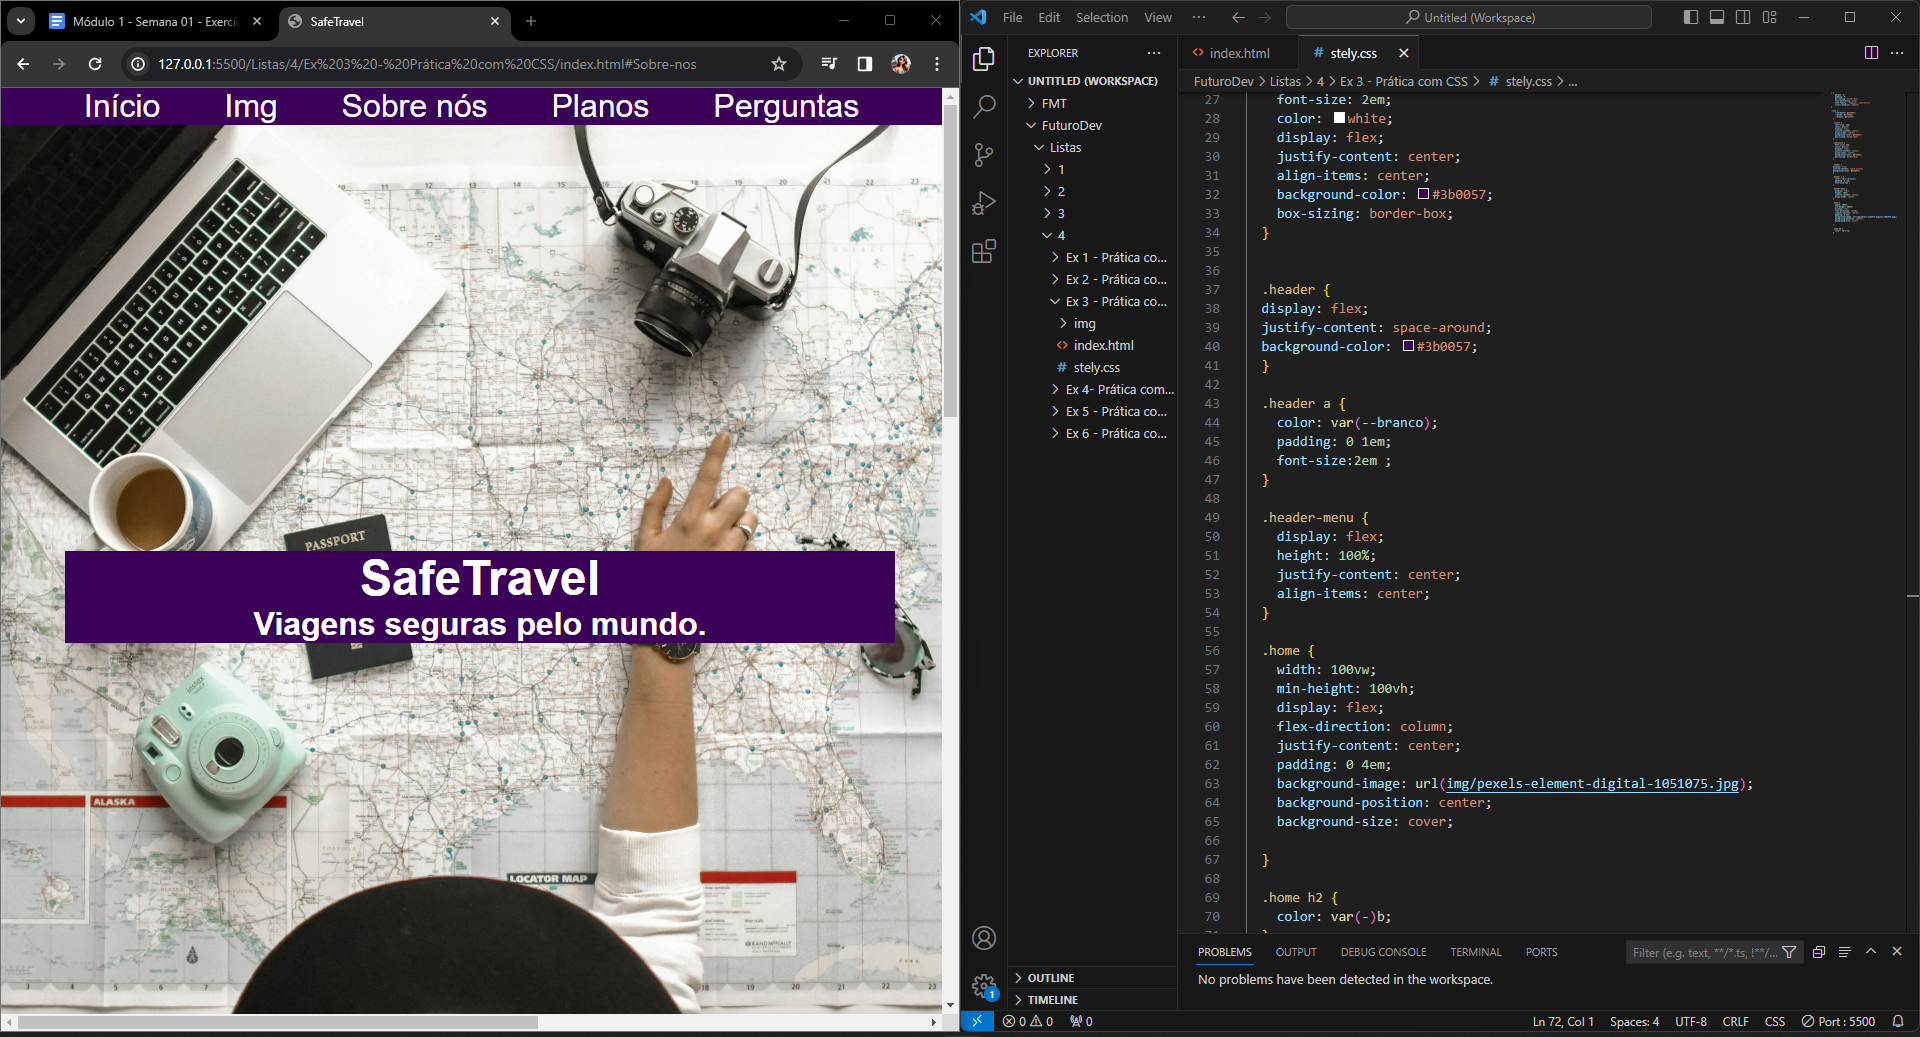 Módulo 1 - Semana 01 - Exercíc
SafeTravel
127.0.0.1:5500/Listas/4/Ex%203%20-%20Prática%20com%20CSS/index.html#Sobre-nos
Início Img Sobre nós Planos Perguntas
PASSPORT
SafeTravel
Viagens seguras pelo mundo.
instax
ALASKA
LOCATOR MAP
RAND MCNALLY
File Edit Selection View ···
Untitled (Workspace)
EXPLORER ···
UNTITLED (WORKSPACE)
FMT
FuturoDev
Listas
1
2
3
4
Ex 1 - Prática co...
Ex 2 - Prática co...
Ex 3 - Prática co...
img
index.html
stely.css
Ex 4- Prática com...
Ex 5 - Prática co...
Ex 6 - Prática co...
OUTLINE
TIMELINE
index.html
# stely.css
FuturoDev > Listas > 4 > Ex 3 - Prática com CSS > # stely.css > ...
27 font-size: 2em;
28 color: white;
29 display: flex;
30 justify-content: center;
31 align-items: center;
32 background-color: #3b0057;
33 box-sizing: border-box;
34 }
35
36
37 .header {
38 display: flex;
39 justify-content: space-around;
40 background-color: #3b0057;
41 }
42
43 .header a {
44 color: var(--branco);
45 padding: 0 1em;
46 font-size:2em ;
47 }
48
49 .header-menu {
50 display: flex;
51 height: 100%;
52 justify-content: center;
53 align-items: center;
54 }
55
56 .home {
57 width: 100vw;
58 min-height: 100vh;
59 display: flex;
60 flex-direction: column;
61 justify-content: center;
62 padding: 0 4em;
63 background-image: url(img/pexels-element-digital-1051075.jpg);
64 background-position: center;
65 background-size: cover;
66
67 }
68
69 .home h2 {
70 color: var(-)b;
PROBLEMS OUTPUT DEBUG CONSOLE TERMINAL PORTS
Filter (e.g. text, **/*.ts, !**/...
No problems have been detected in the workspace.
0 0 0
Ln 72, Col 1 Spaces: 4 UTF-8 CRLF CSS Port : 5500
1